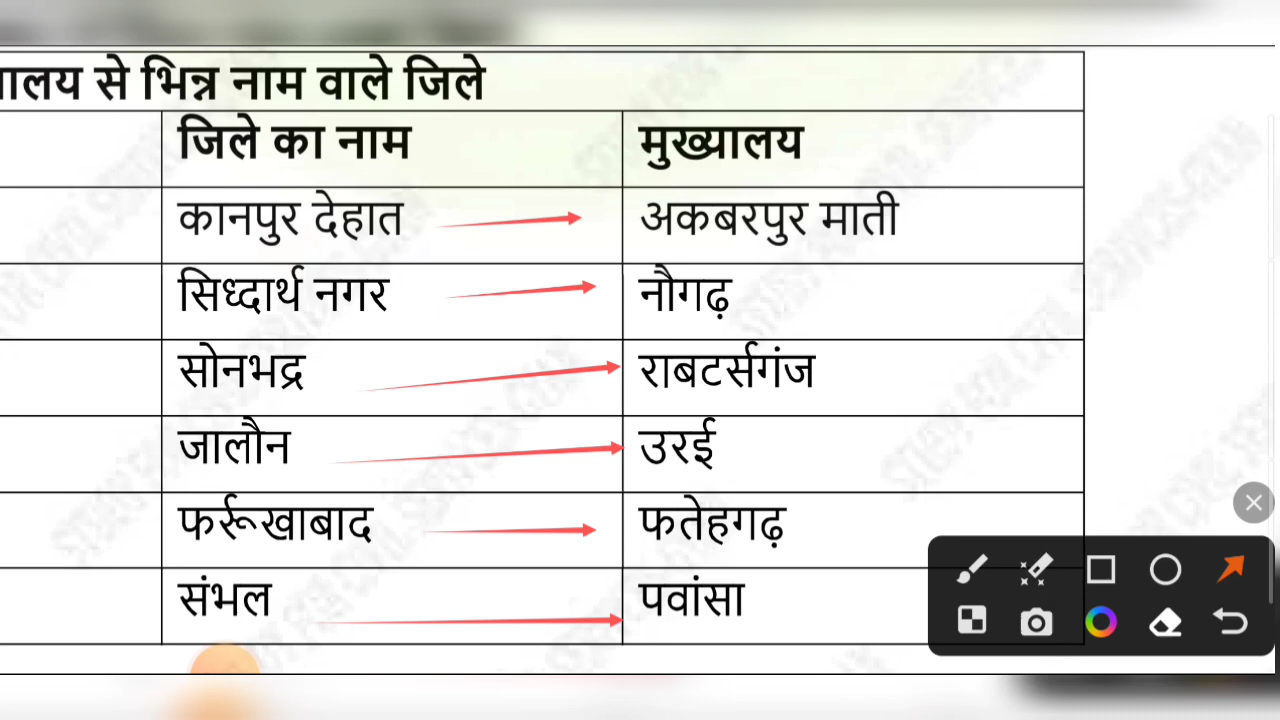 ालय से भिन्न नाम वाले जिले
जिले का नाम मुख्यालय
कानपुर देहात अकबरपुर माती
सिध्दार्थ नगर नौगढ़
सोनभद्र राबटर्सगंज
जालौन उरई
फर्रूखाबाद फतेहगढ़
संभल पवांसा